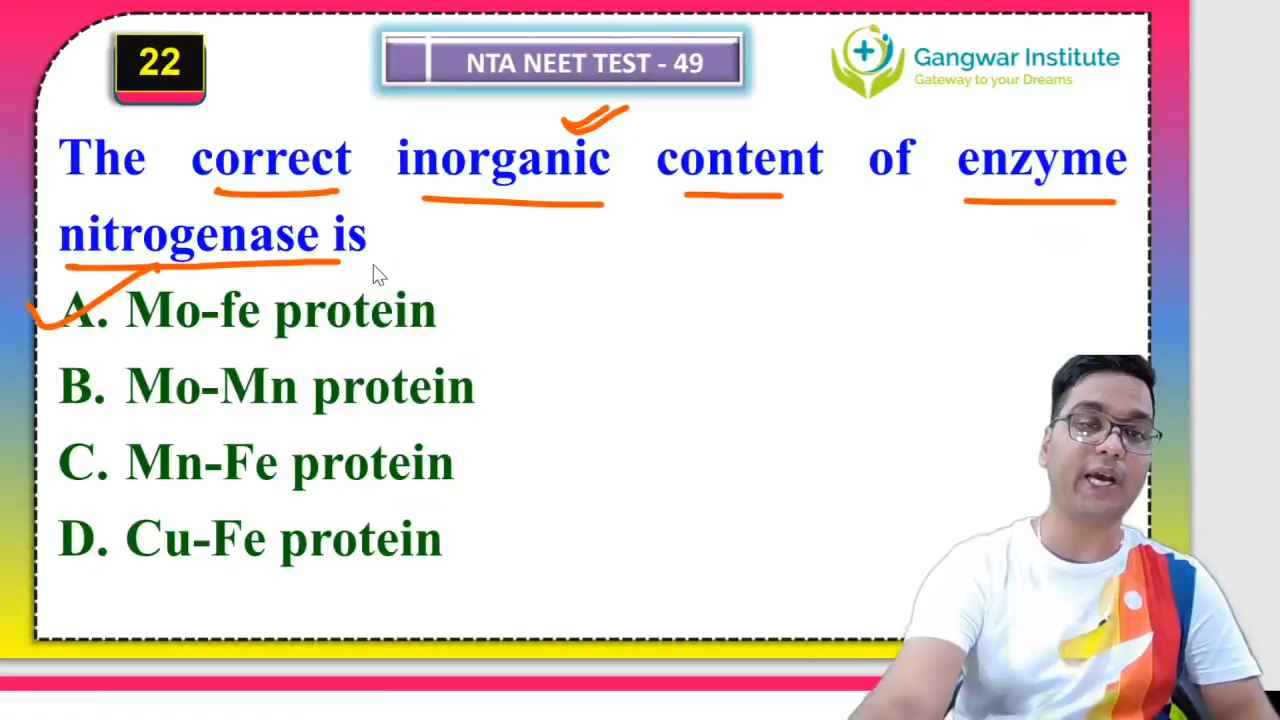 22
NTA NEET TEST - 49
Gangwar Institute
Gateway to your Dreams
The correct inorganic content of enzyme
nitrogenase is
A. Mo-fe protein
B. Mo-Mn protein
C. Mn-Fe protein
D. Cu-Fe protein